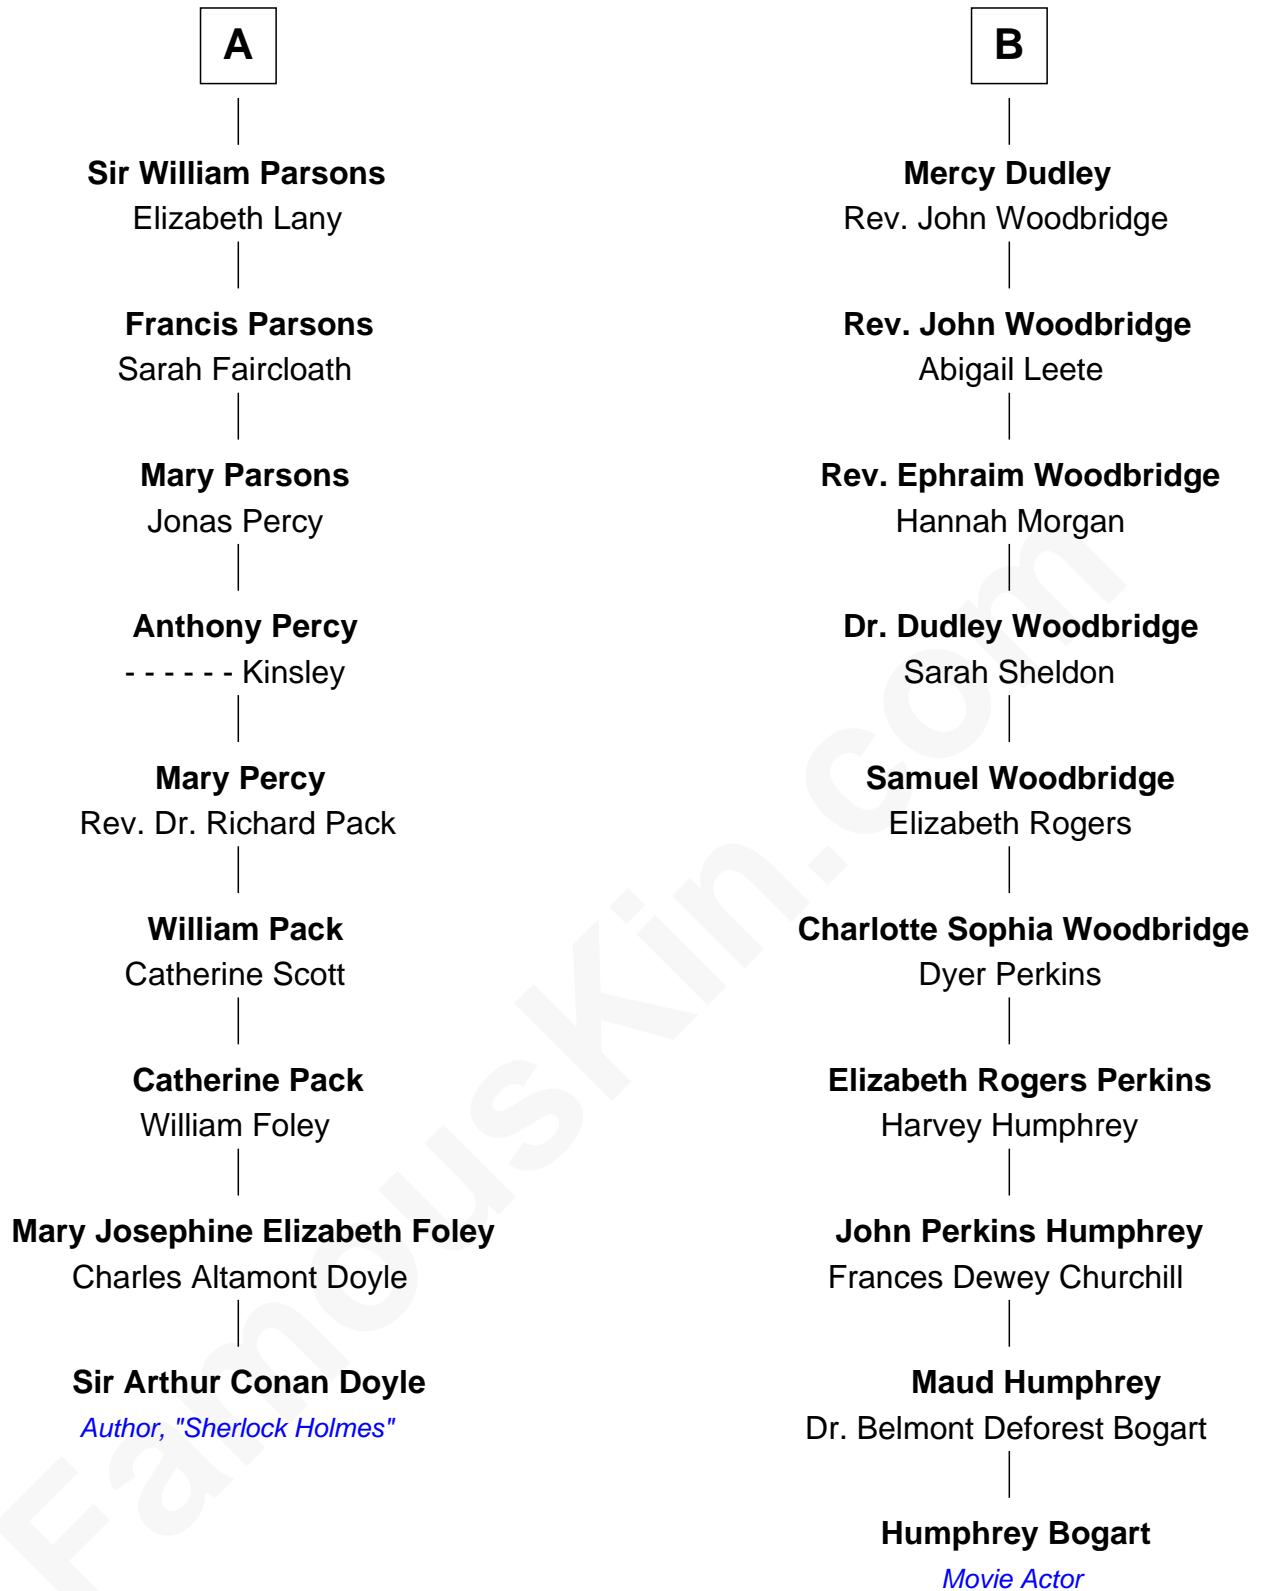 A
Sir William Parsons
Elizabeth Lany
Francis Parsons
Sarah Faircloath
Mary Parsons
Jonas Percy
Anthony Percy
- - - - - - Kinsley
Mary Percy
Rev. Dr. Richard Pack
William Pack
Catherine Scott
Catherine Pack
William Foley
Mary Josephine Elizabeth Foley
Charles Altamont Doyle
Sir Arthur Conan Doyle
Author, "Sherlock Holmes"
B
Mercy Dudley
Rev. John Woodbridge
Rev. John Woodbridge
Abigail Leete
Rev. Ephraim Woodbridge
Hannah Morgan
Dr. Dudley Woodbridge
Sarah Sheldon
Samuel Woodbridge
Elizabeth Rogers
Charlotte Sophia Woodbridge
Dyer Perkins
Elizabeth Rogers Perkins
Harvey Humphrey
John Perkins Humphrey
Frances Dewey Churchill
Maud Humphrey
Dr. Belmont Deforest Bogart
Humphrey Bogart
Movie Actor
FamousKin.com